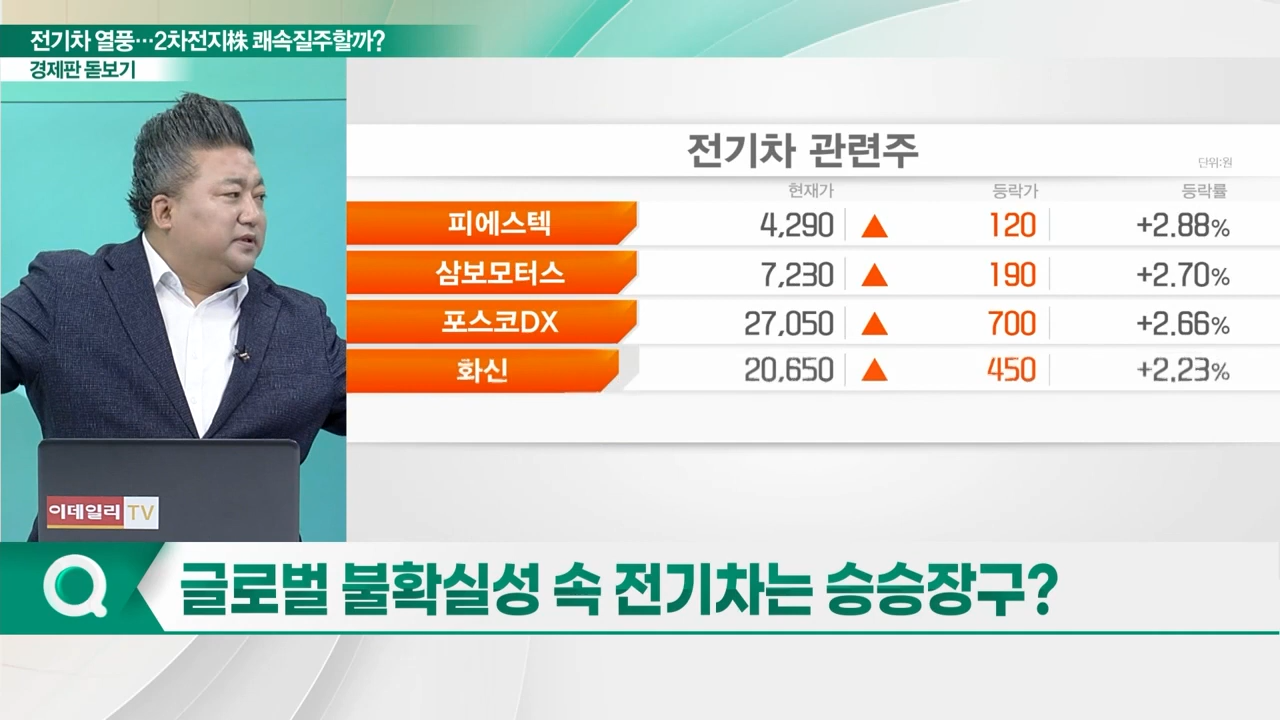 전기차 열풍…2차전지株 쾌속질주할까?
경제판 돋보기
전기차 관련주
단위:원
현재가 등락가 등락률
피에스텍 4,290 ▲ 120 +2.88%
삼보모터스 7,230 ▲ 190 +2.70%
포스코DX 27,050 ▲ 700 +2.66%
화신 20,650 ▲ 450 +2.23%
이데일리TV
글로벌 불확실성 속 전기차는 승승장구?